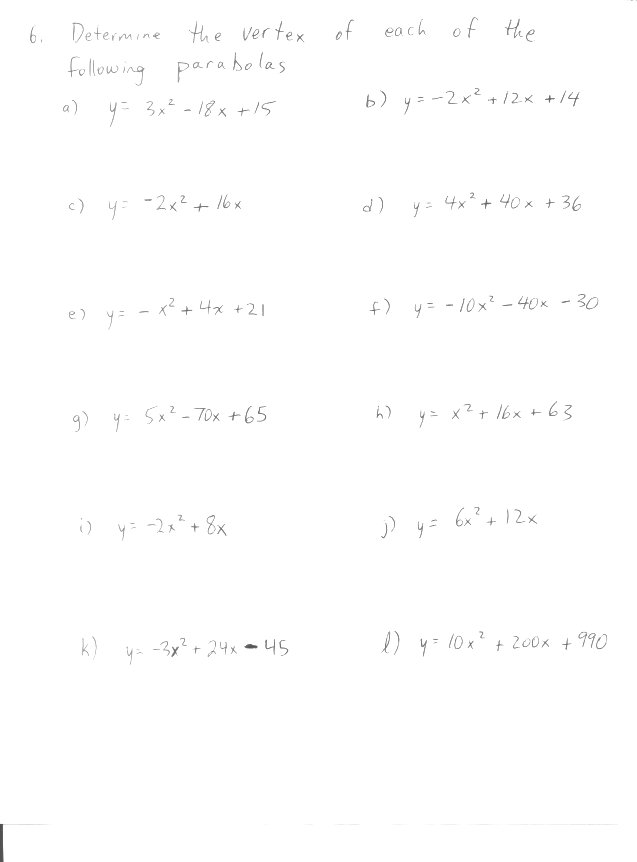 6. Determine the vertex of each of the
following parabolas
a) y = 3x² - 18x + 15
b) y = -2x² + 12x + 14
c) y = -2x² + 16x
d) y = 4x² + 40x + 36
e) y = - x² + 4x + 21
f) y = -10x² - 40x - 30
g) y = 5x² - 70x + 65
h) y = x² + 16x + 63
i) y = -2x² + 8x
j) y = 6x² + 12x
k) y = -3x² + 24x - 45
l) y = 10x² + 200x + 990